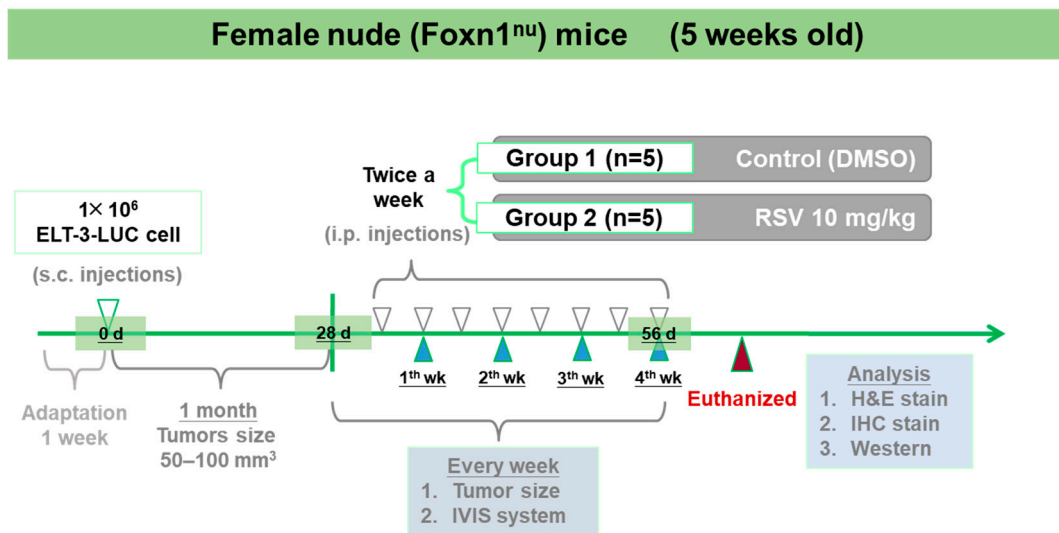 Female nude (Foxn1ⁿᵘ) mice (5 weeks old)
Group 1 (n=5) Control (DMSO)
Twice a
week
Group 2 (n=5) RSV 10 mg/kg
(i.p. injections)
1× 10⁶
ELT-3-LUC cell
(s.c. injections)
0 d
28 d
56 d
1ᵗʰ wk
2ᵗʰ wk
3ᵗʰ wk
4ᵗʰ wk
Adaptation
1 week
1 month
Tumors size
50–100 mm³
Euthanized
Every week
1. Tumor size
2. IVIS system
Analysis
1. H&E stain
2. IHC stain
3. Western